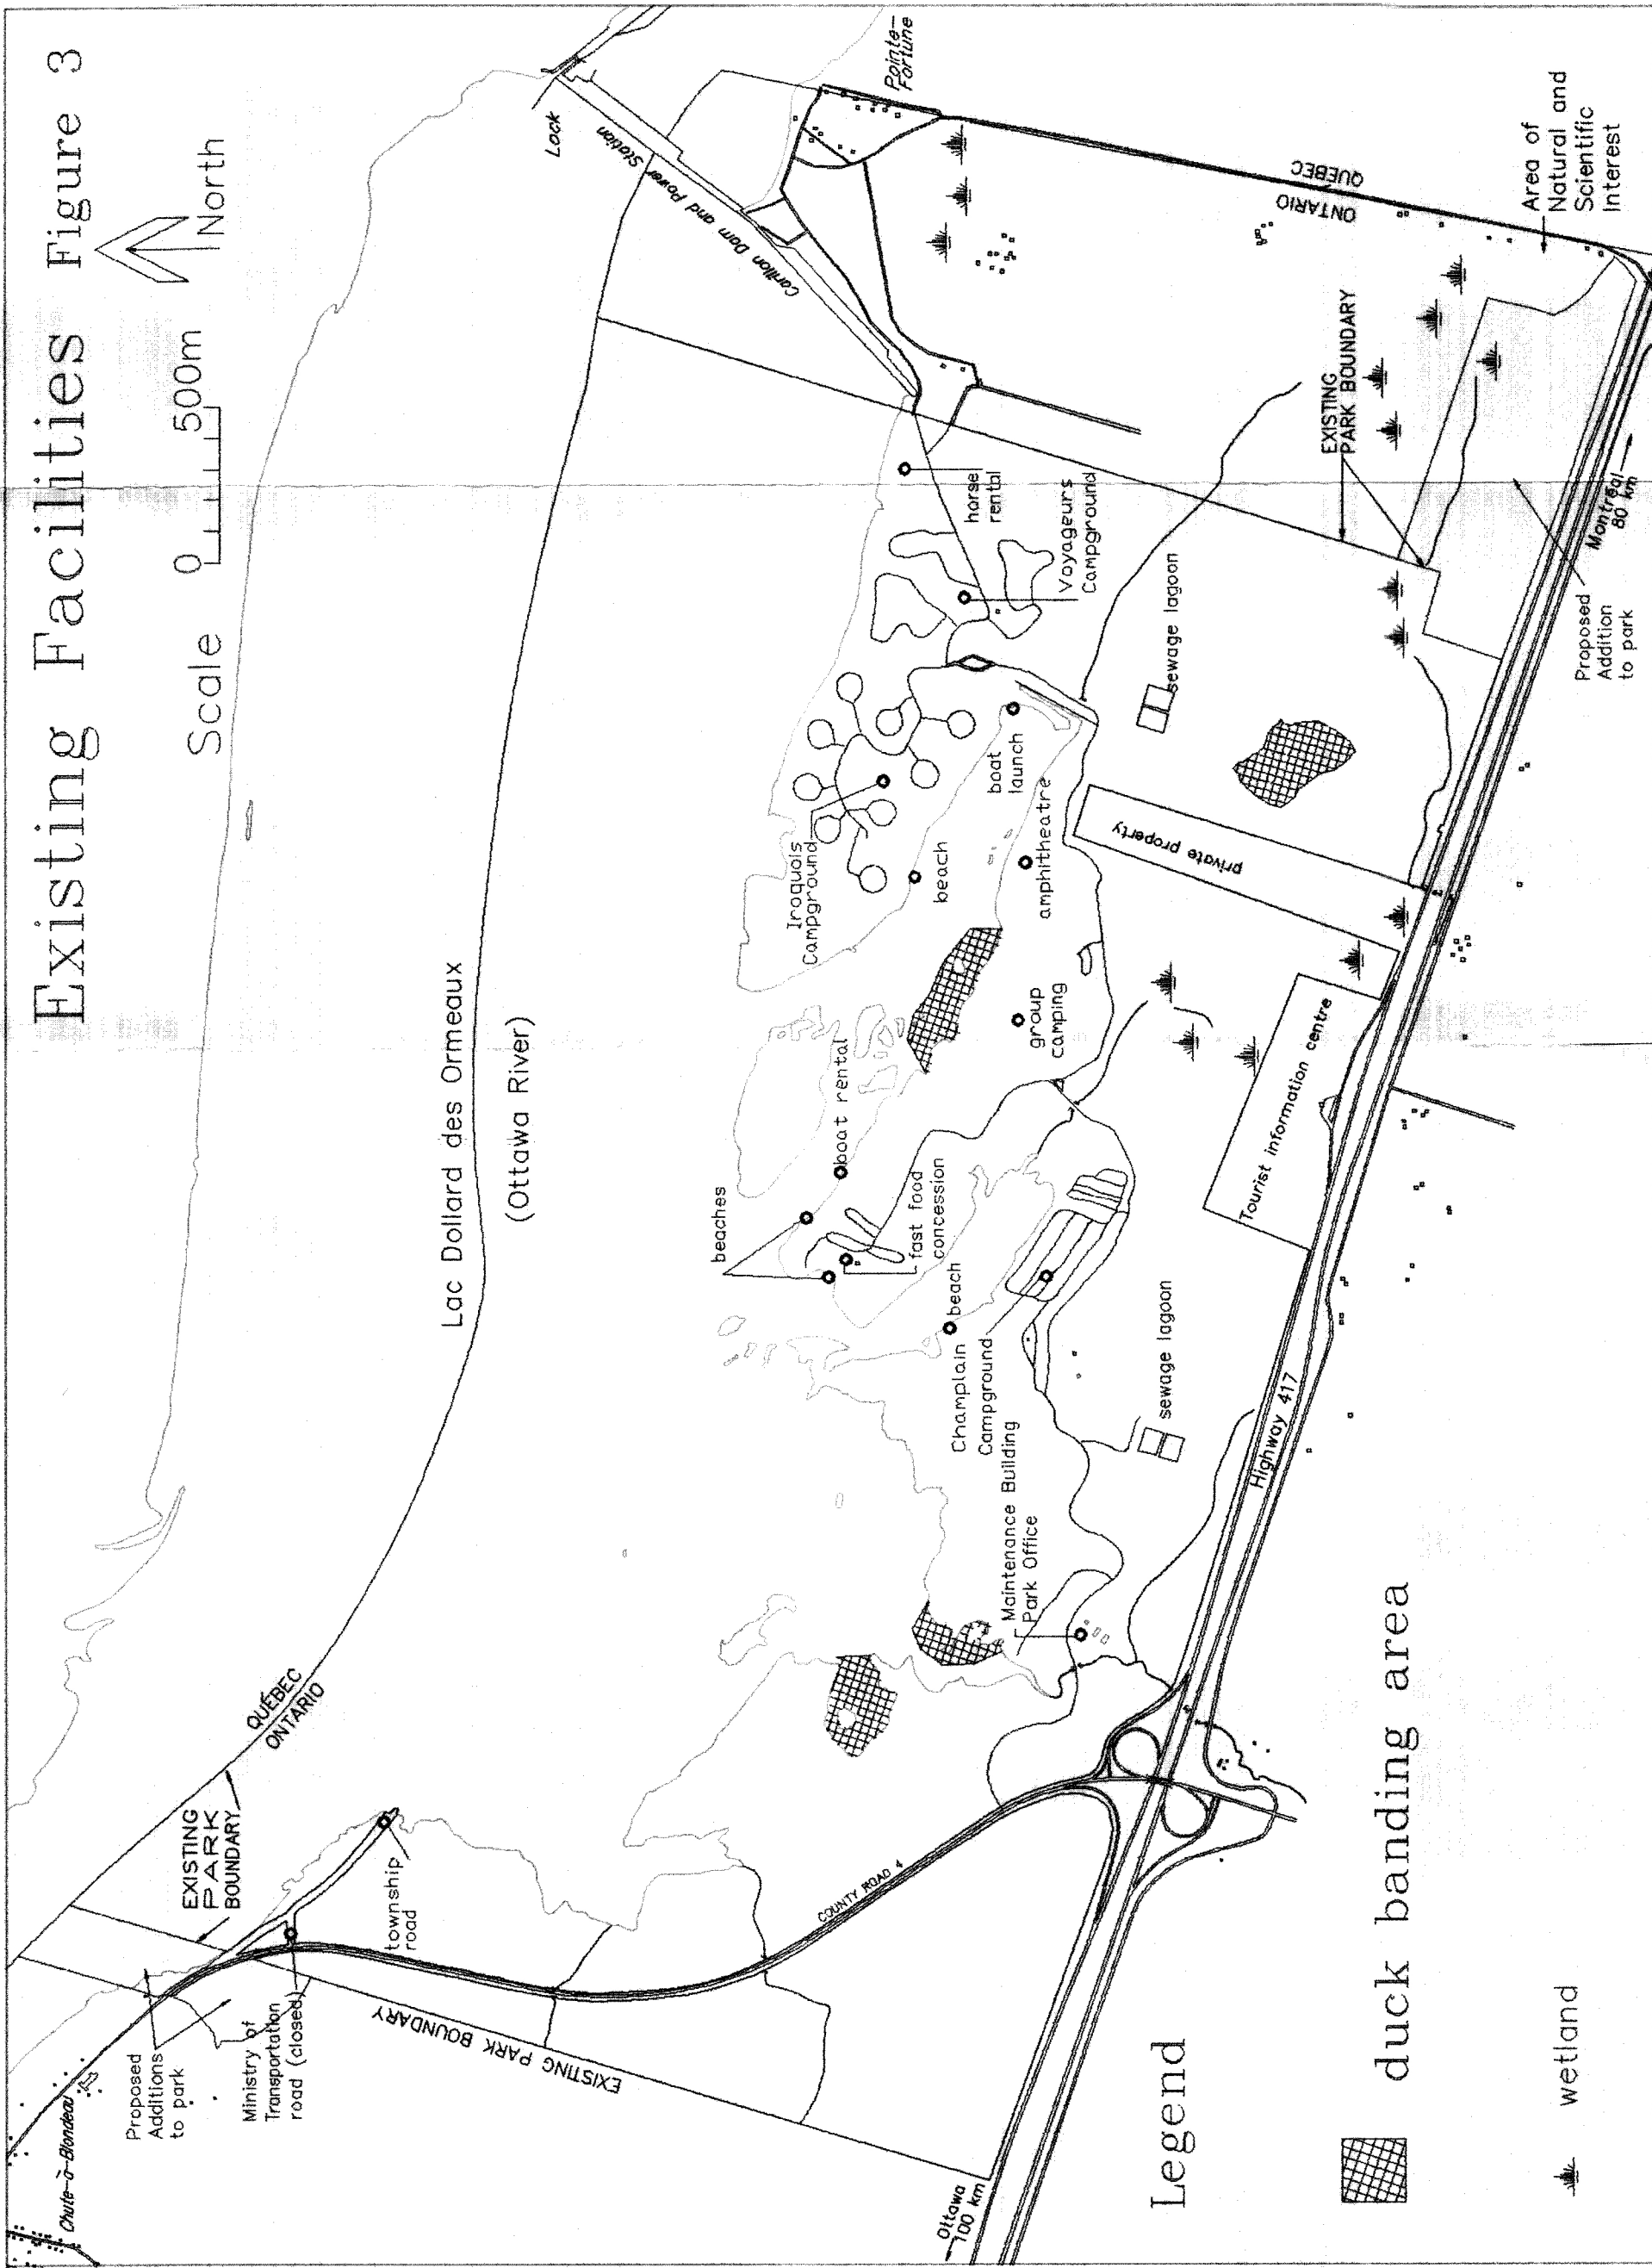 Existing Facilities Figure 3
Scale
0
500m
North
Lac Dollard des Ormeaux
(Ottawa River)
Chute-à-Blondeau
Proposed
Additions
to park
EXISTING
PARK
BOUNDARY
QUÉBEC
ONTARIO
Ministry of
Transportation
road (closed)
township
road
EXISTING PARK BOUNDARY
COUNTY ROAD 4
Lock
Carillon Dam and Power
Station
Pointe-
Fortune
beaches
boat rental
fast food
concession
beach
Champlain
Campground
Maintenance Building
Park Office
sewage lagoon
Iroquois
Campground
beach
boat
launch
amphitheatre
group
camping
horse
rental
Voyageurs
Campground
sewage lagoon
private property
Tourist information centre
Highway 417
EXISTING
PARK BOUNDARY
ONTARIO
QUEBEC
Area of
Natural and
Scientific
Interest
Proposed
Addition
to park
Montréal
80 km
Ottawa
100 km
Legend
duck banding area
wetland